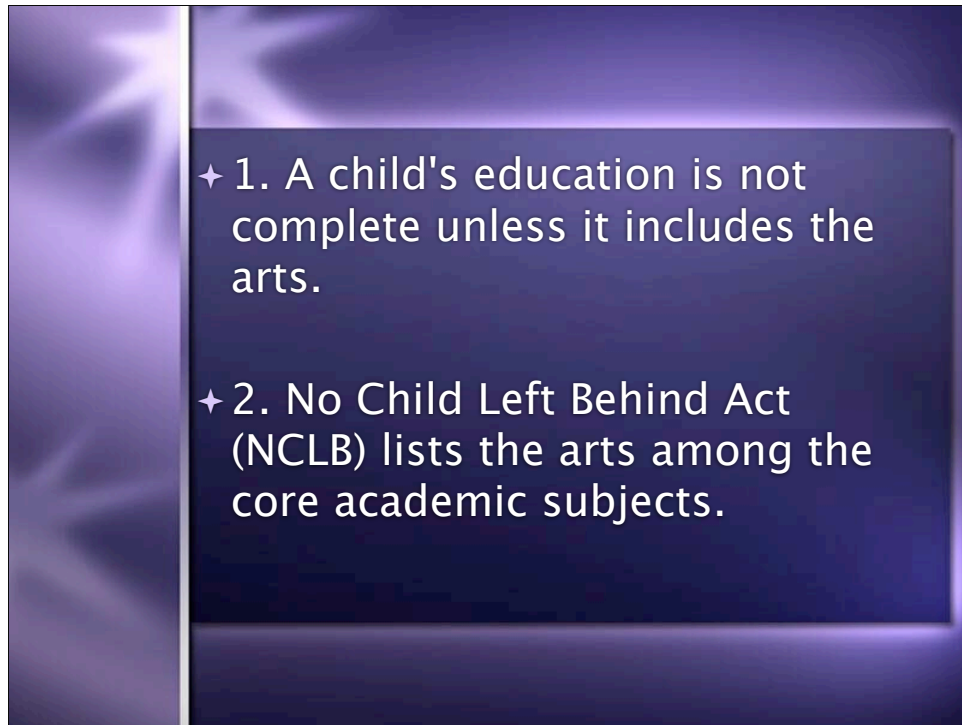 1. A child's education is not
complete unless it includes the
arts.
2. No Child Left Behind Act
(NCLB) lists the arts among the
core academic subjects.